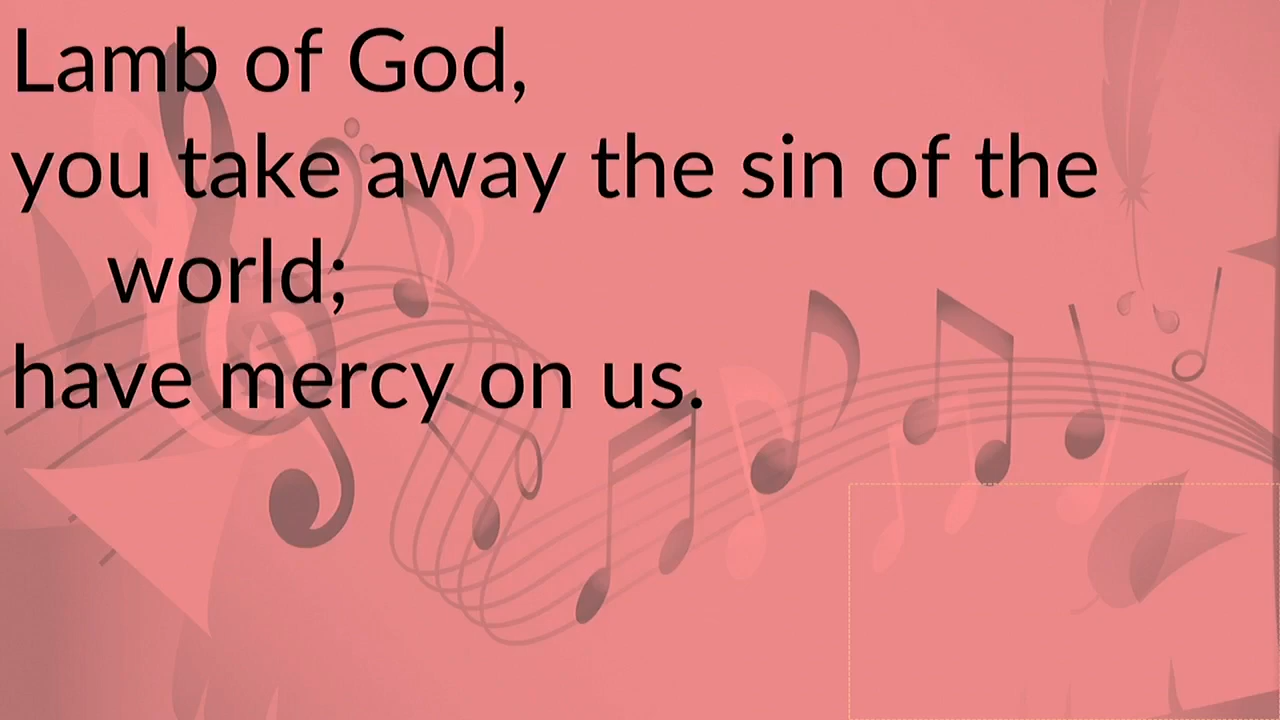 Lamb of God,
you take away the sin of the
world;
have mercy on us.